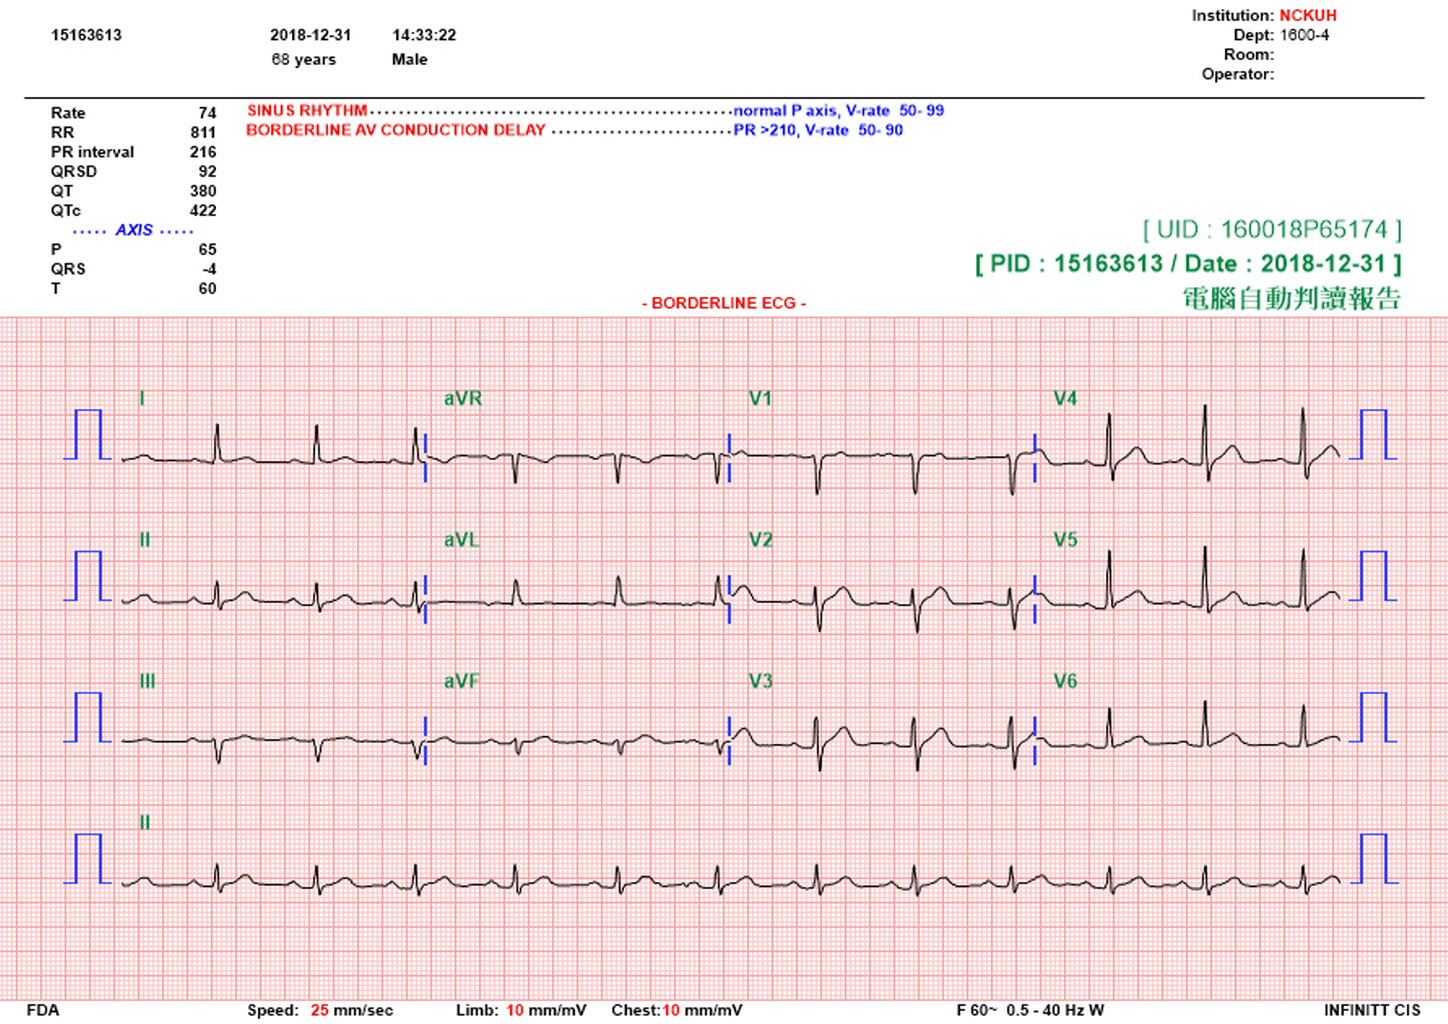 Institution: NCKUH
15163613 2018-12-31 14:33:22 Dept: 1600-4
68 years Male Room:
Operator:
Rate 74 SINUS RHYTHM normal P axis, V-rate 50- 99
RR 811 BORDERLINE AV CONDUCTION DELAY PR >210, V-rate 50- 90
PR interval 216
QRSD 92
QT 380
QTc 422
AXIS
P 65
QRS -4
T 60
[ UID : 160018P65174 ]
[ PID : 15163613 / Date : 2018-12-31 ]
電腦自動判讀報告
- BORDERLINE ECG -
I aVR V1 V4
II aVL V2 V5
III aVF V3 V6
II
FDA Speed: 25 mm/sec Limb: 10 mm/mV Chest:10 mm/mV F 60~ 0.5 - 40 Hz W INFINITT CIS